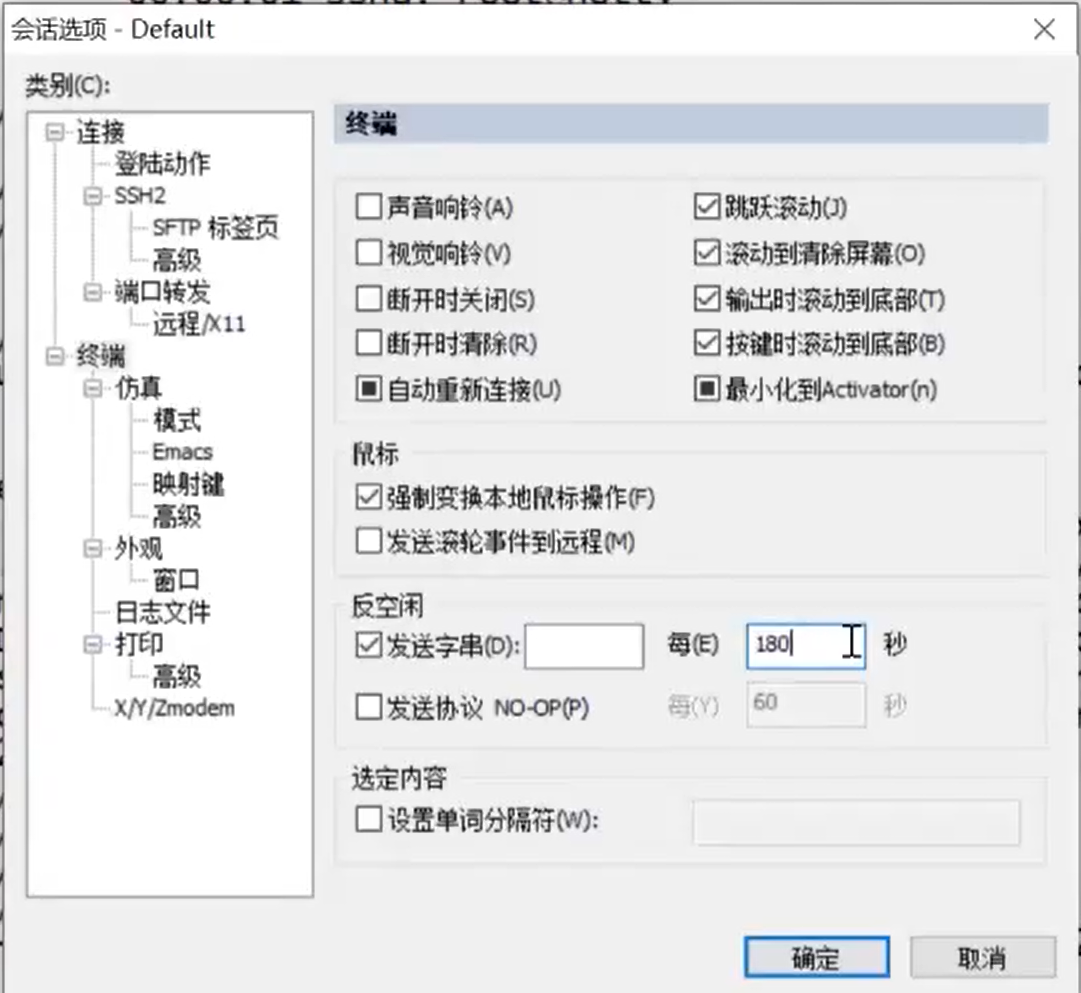 会话选项 - Default
类别(C):
连接
登陆动作
SSH2
SFTP 标签页
高级
端口转发
远程/X11
终端
仿真
模式
Emacs
映射键
高级
外观
窗口
日志文件
打印
高级
X/Y/Zmodem
终端
声音响铃(A)
跳跃滚动(J)
视觉响铃(V)
滚动到清除屏幕(O)
断开时关闭(S)
输出时滚动到底部(T)
断开时清除(R)
按键时滚动到底部(B)
自动重新连接(U)
最小化到Activator(n)
鼠标
强制变换本地鼠标操作(F)
发送滚轮事件到远程(M)
反空闲
发送字串(D): 每(E) 180 秒
发送协议 NO-OP(P) 每(Y) 60 秒
选定内容
设置单词分隔符(W):
确定 取消